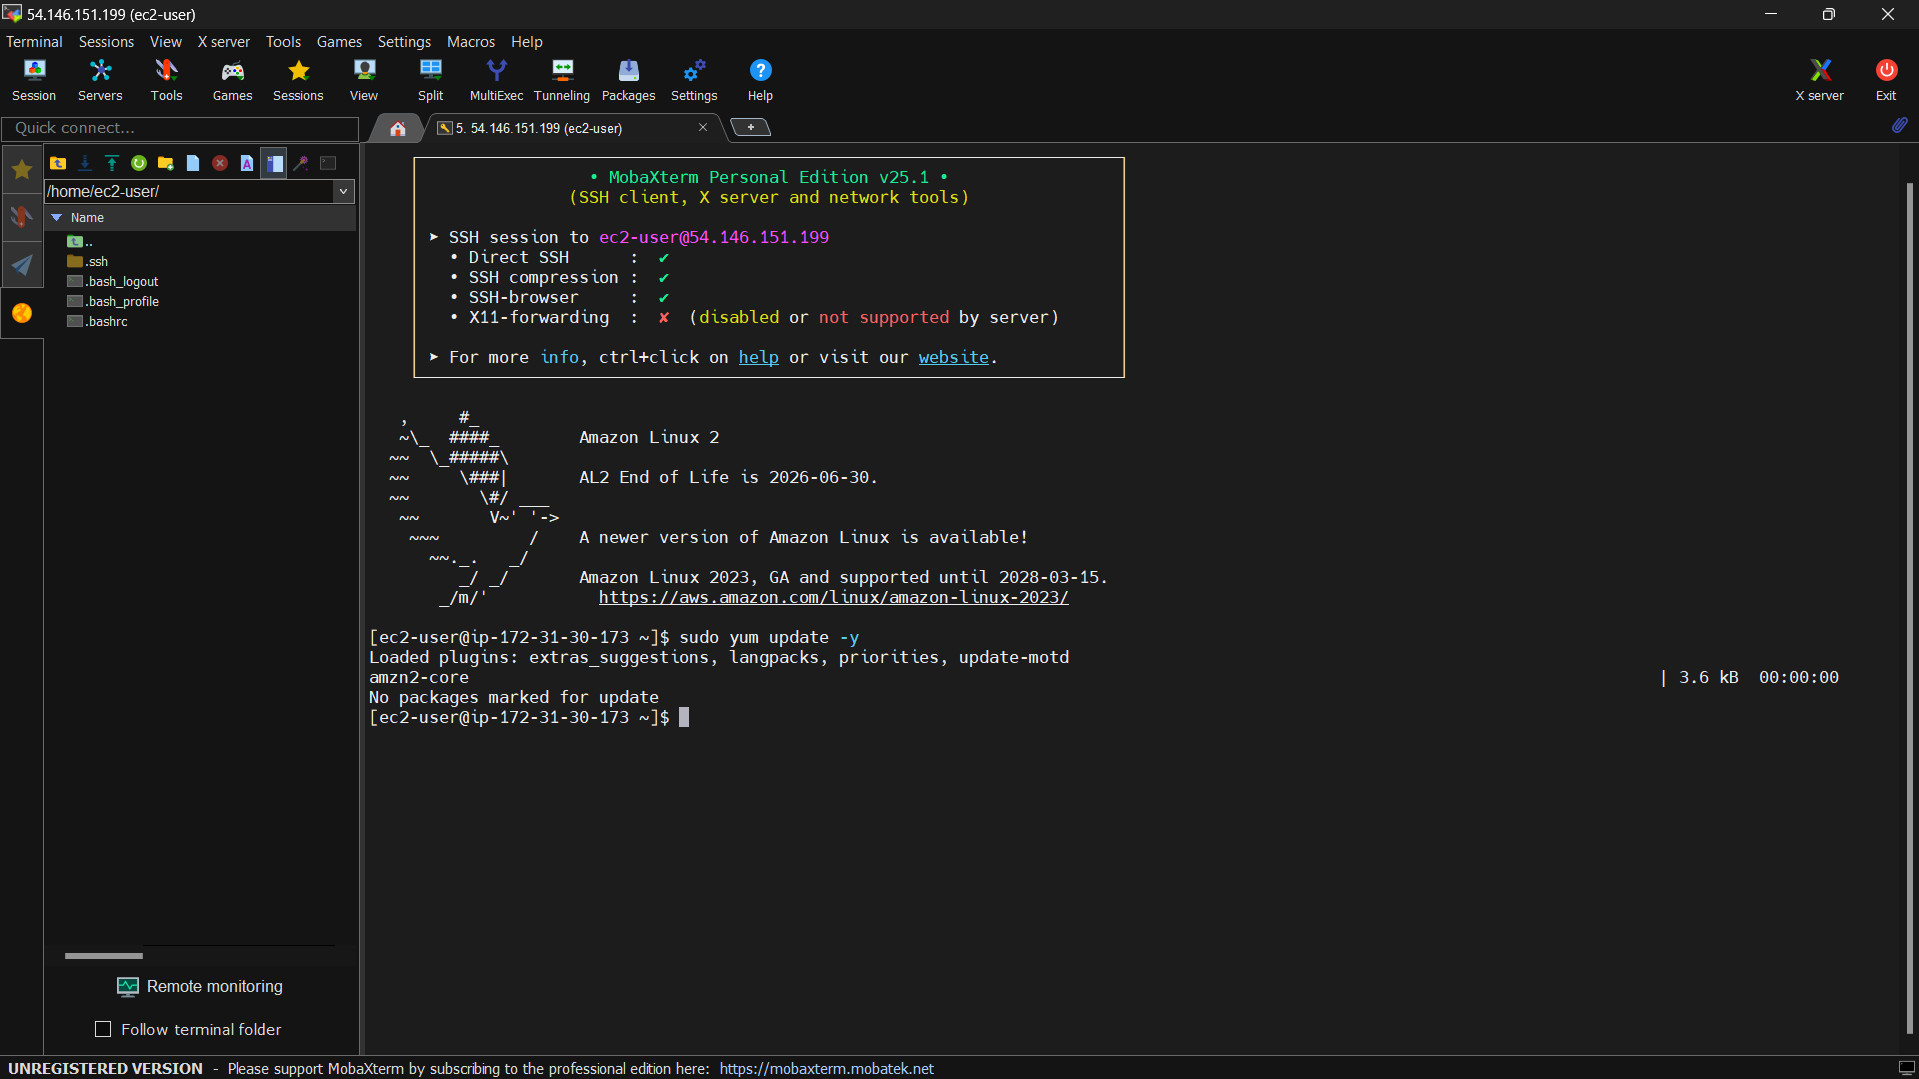 54.146.151.199 (ec2-user)
Terminal Sessions View X server Tools Games Settings Macros Help
Session Servers Tools Games Sessions View Split MultiExec Tunneling Packages Settings Help X server Exit
Quick connect...
5. 54.146.151.199 (ec2-user)
/home/ec2-user/
Name
..
.ssh
.bash_logout
.bash_profile
.bashrc
• MobaXterm Personal Edition v25.1 •
(SSH client, X server and network tools)
➤ SSH session to ec2-user@54.146.151.199
• Direct SSH : ✔
• SSH compression : ✔
• SSH-browser : ✔
• X11-forwarding : ✘ (disabled or not supported by server)
➤ For more info, ctrl+click on help or visit our website.
,     #_
~\_  ####_        Amazon Linux 2
~~  \_#####\
~~     \###|       AL2 End of Life is 2026-06-30.
~~       \#/ ___
~~       V~' '->
~~~         /    A newer version of Amazon Linux is available!
~~._.   _/
_/ _/       Amazon Linux 2023, GA and supported until 2028-03-15.
_/m/'           https://aws.amazon.com/linux/amazon-linux-2023/
[ec2-user@ip-172-31-30-173 ~]$ sudo yum update -y
Loaded plugins: extras_suggestions, langpacks, priorities, update-motd
amzn2-core | 3.6 kB 00:00:00
No packages marked for update
[ec2-user@ip-172-31-30-173 ~]$
Remote monitoring
Follow terminal folder
UNREGISTERED VERSION - Please support MobaXterm by subscribing to the professional edition here: https://mobaxterm.mobatek.net